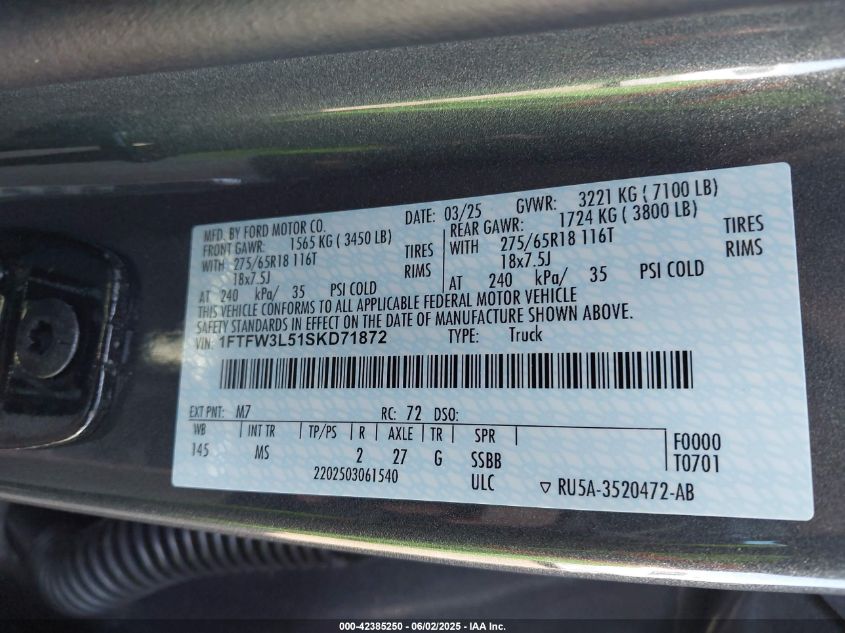 MFD. BY FORD MOTOR CO. DATE: 03/25 GVWR: 3221 KG ( 7100 LB)
FRONT GAWR: 1565 KG ( 3450 LB) REAR GAWR: 1724 KG ( 3800 LB)
WITH 275/65R18 116T TIRES WITH 275/65R18 116T TIRES
18x7.5J RIMS 18x7.5J RIMS
AT 240 kPa/ 35 PSI COLD AT 240 kPa/ 35 PSI COLD
THIS VEHICLE CONFORMS TO ALL APPLICABLE FEDERAL MOTOR VEHICLE
SAFETY STANDARDS IN EFFECT ON THE DATE OF MANUFACTURE SHOWN ABOVE.
VIN: 1FTFW3L51SKD71872 TYPE: Truck
EXT PNT: M7 RC: 72 DSO:
WB INT TR TP/PS R AXLE TR SPR F0000
145 MS 2 27 G SSBB T0701
2202503061540 ULC ▽ RU5A-3520472-AB
000-42385250 - 06/02/2025 - IAA Inc.